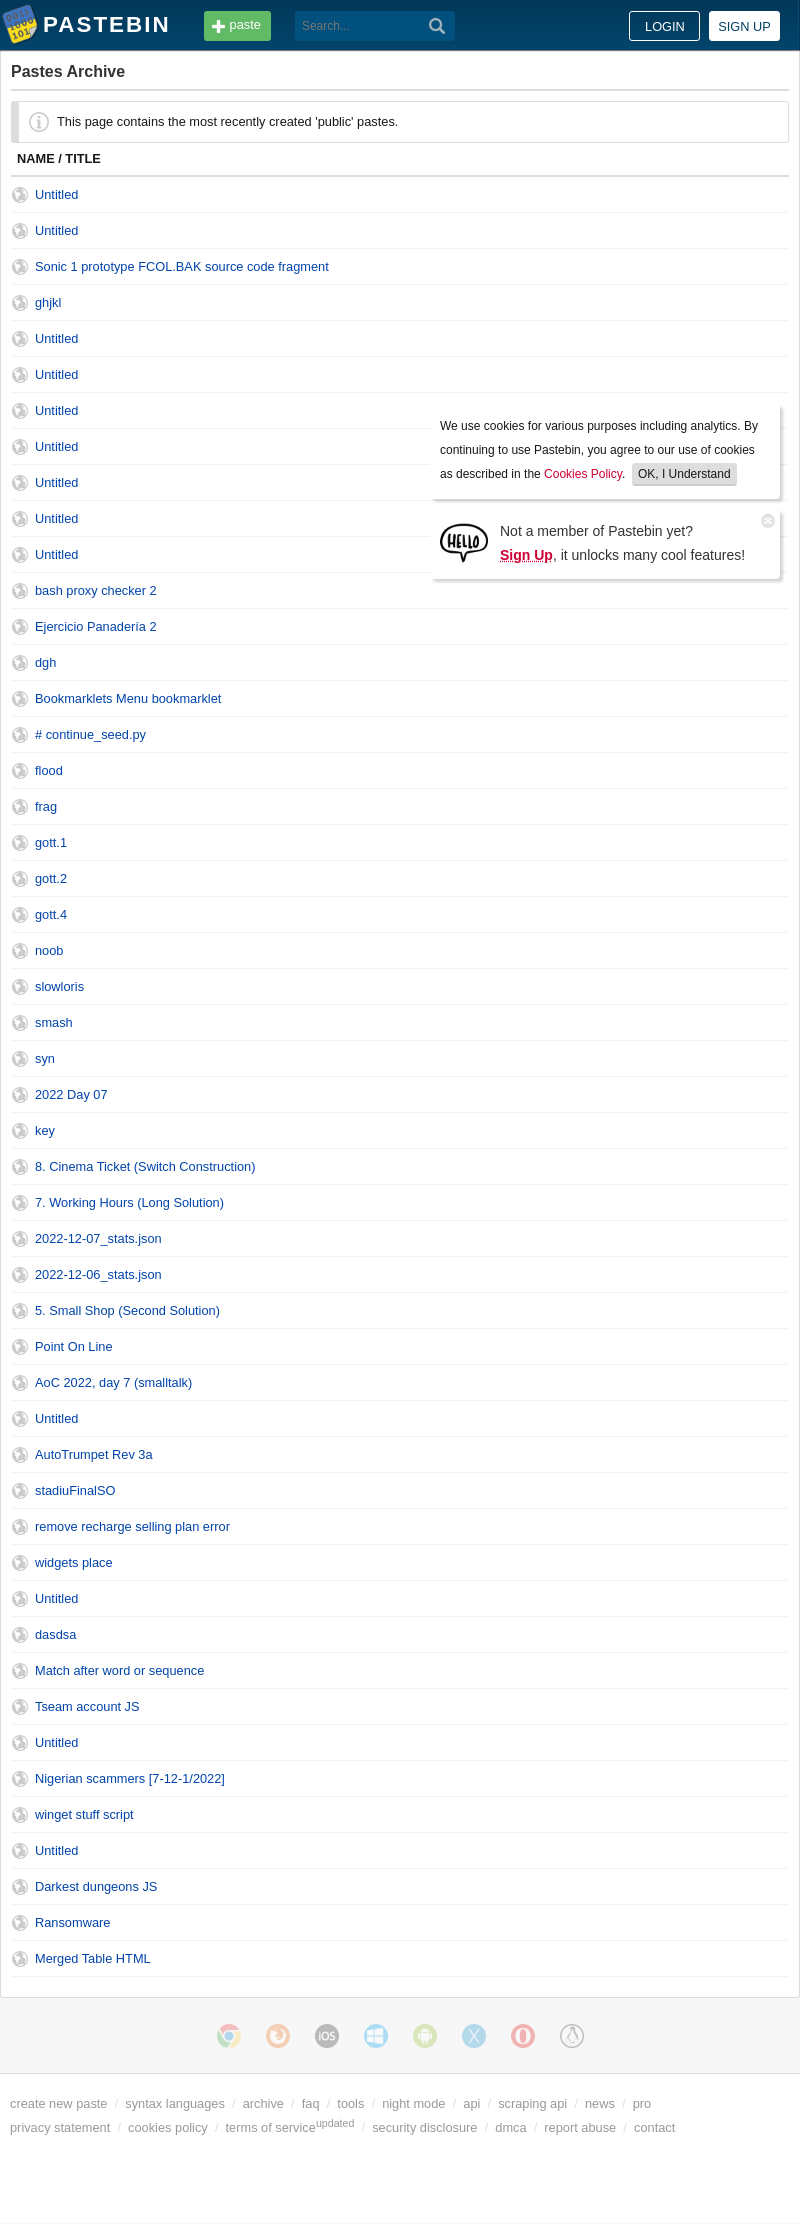 PASTEBIN
paste
Search...
LOGIN
SIGN UP
Pastes Archive
This page contains the most recently created 'public' pastes.
NAME / TITLE
Untitled
Untitled
Sonic 1 prototype FCOL.BAK source code fragment
ghjkl
Untitled
Untitled
Untitled
Untitled
Untitled
Untitled
Untitled
We use cookies for various purposes including analytics. By
continuing to use Pastebin, you agree to our use of cookies
as described in the Cookies Policy. OK, I Understand
HELLO
Not a member of Pastebin yet?
Sign Up, it unlocks many cool features!
bash proxy checker 2
Ejercicio Panadería 2
dgh
Bookmarklets Menu bookmarklet
# continue_seed.py
flood
frag
gott.1
gott.2
gott.4
noob
slowloris
smash
syn
2022 Day 07
key
8. Cinema Ticket (Switch Construction)
7. Working Hours (Long Solution)
2022-12-07_stats.json
2022-12-06_stats.json
5. Small Shop (Second Solution)
Point On Line
AoC 2022, day 7 (smalltalk)
Untitled
AutoTrumpet Rev 3a
stadiuFinalSO
remove recharge selling plan error
widgets place
Untitled
dasdsa
Match after word or sequence
Tseam account JS
Untitled
Nigerian scammers [7-12-1/2022]
winget stuff script
Untitled
Darkest dungeons JS
Ransomware
Merged Table HTML
iOS
create new paste / syntax languages / archive / faq / tools / night mode / api / scraping api / news / pro
privacy statement / cookies policy / terms of service updated / security disclosure / dmca / report abuse / contact